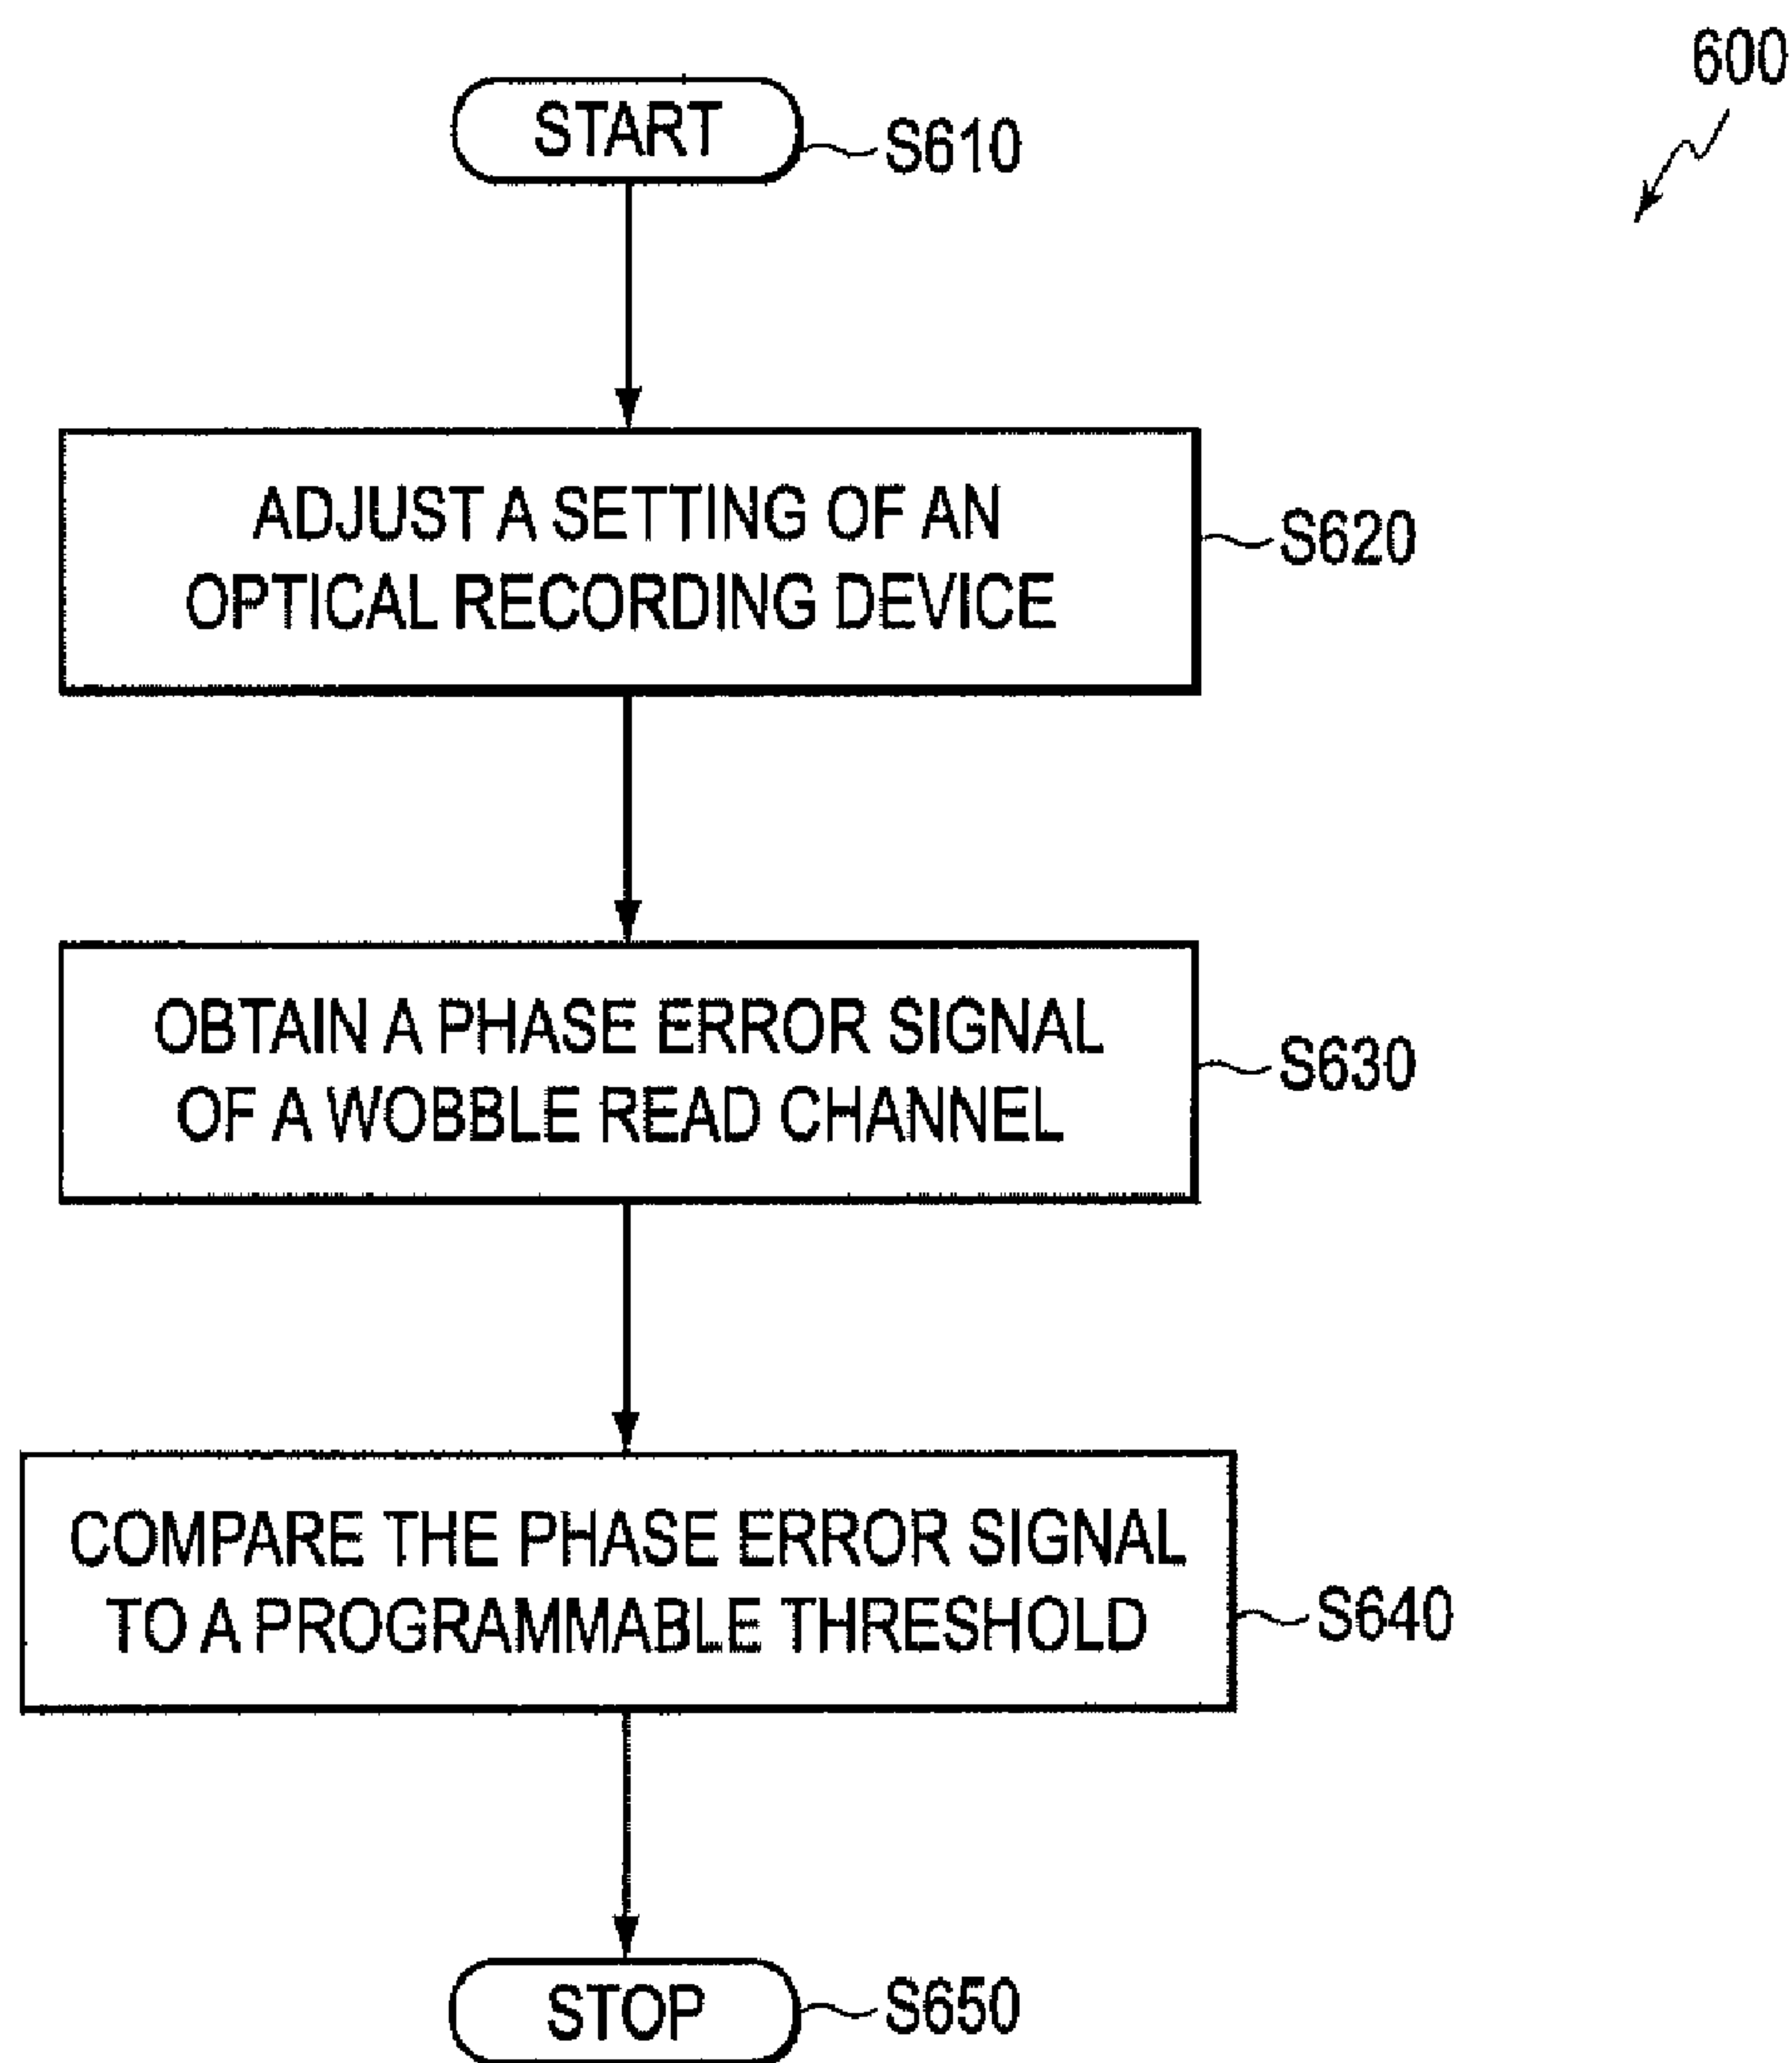 600
START
S610
ADJUST A SETTING OF AN
OPTICAL RECORDING DEVICE
S620
OBTAIN A PHASE ERROR SIGNAL
OF A WOBBLE READ CHANNEL
S630
COMPARE THE PHASE ERROR SIGNAL
TO A PROGRAMMABLE THRESHOLD
S640
STOP
S650